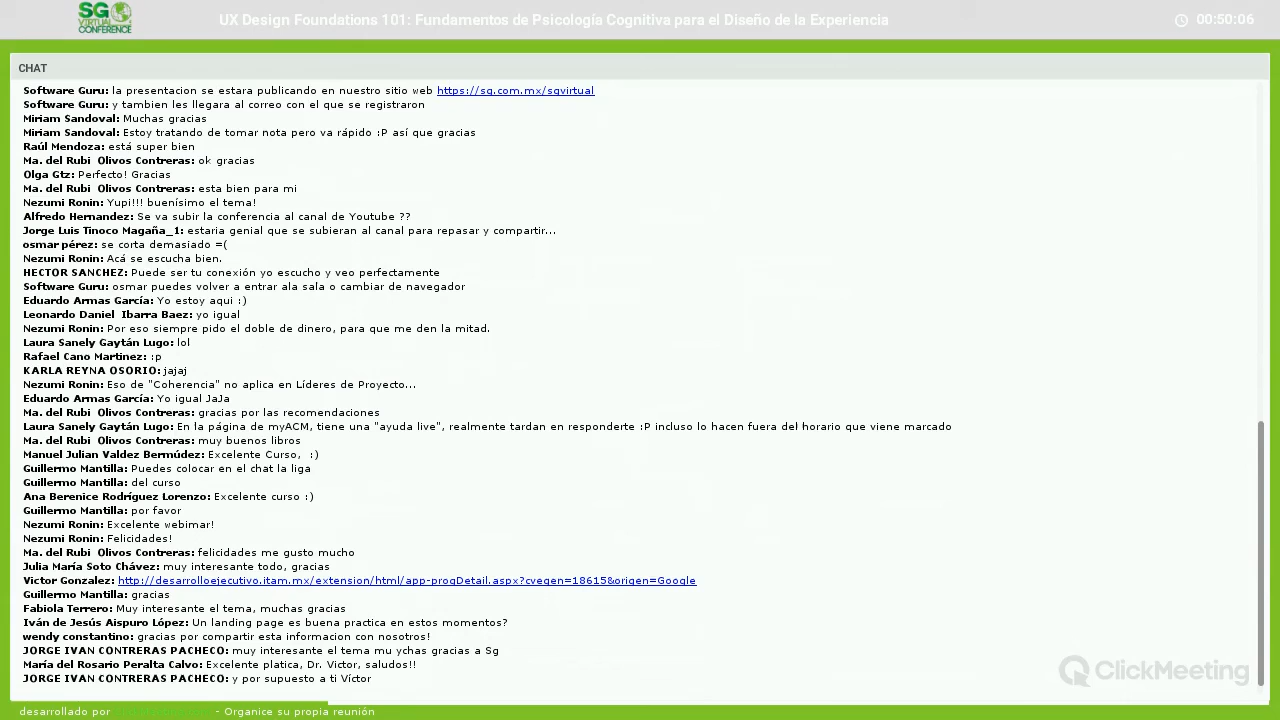 SG
VIRTUAL
CONFERENCE
UX Design Foundations 101: Fundamentos de Psicología Cognitiva para el Diseño de la Experiencia
00:50:06
CHAT
Software Guru: la presentacion se estara publicando en nuestro sitio web https://sg.com.mx/sgvirtual
Software Guru: y tambien les llegara al correo con el que se registraron
Miriam Sandoval: Muchas gracias
Miriam Sandoval: Estoy tratando de tomar nota pero va rápido :P así que gracias
Raúl Mendoza: está super bien
Ma. del Rubi Olivos Contreras: ok gracias
Olga Gtz: Perfecto! Gracias
Ma. del Rubi Olivos Contreras: esta bien para mi
Nezumi Ronin: Yupi!!! buenísimo el tema!
Alfredo Hernandez: Se va subir la conferencia al canal de Youtube ??
Jorge Luis Tinoco Magaña_1: estaria genial que se subieran al canal para repasar y compartir...
osmar pérez: se corta demasiado =(
Nezumi Ronin: Acá se escucha bien.
HECTOR SANCHEZ: Puede ser tu conexión yo escucho y veo perfectamente
Software Guru: osmar puedes volver a entrar ala sala o cambiar de navegador
Eduardo Armas García: Yo estoy aqui :)
Leonardo Daniel Ibarra Baez: yo igual
Nezumi Ronin: Por eso siempre pido el doble de dinero, para que me den la mitad.
Laura Sanely Gaytán Lugo: lol
Rafael Cano Martinez: :p
KARLA REYNA OSORIO: jajaj
Nezumi Ronin: Eso de "Coherencia" no aplica en Líderes de Proyecto...
Eduardo Armas García: Yo igual JaJa
Ma. del Rubi Olivos Contreras: gracias por las recomendaciones
Laura Sanely Gaytán Lugo: En la página de myACM, tiene una "ayuda live", realmente tardan en responderte :P incluso lo hacen fuera del horario que viene marcado
Ma. del Rubi Olivos Contreras: muy buenos libros
Manuel Julian Valdez Bermúdez: Excelente Curso, :)
Guillermo Mantilla: Puedes colocar en el chat la liga
Guillermo Mantilla: del curso
Ana Berenice Rodríguez Lorenzo: Excelente curso :)
Guillermo Mantilla: por favor
Nezumi Ronin: Excelente webimar!
Nezumi Ronin: Felicidades!
Ma. del Rubi Olivos Contreras: felicidades me gusto mucho
Julia María Soto Chávez: muy interesante todo, gracias
Victor Gonzalez: http://desarrolloejecutivo.itam.mx/extension/html/app-progDetail.aspx?cvegen=18615&origen=Google
Guillermo Mantilla: gracias
Fabiola Terrero: Muy interesante el tema, muchas gracias
Iván de Jesús Aispuro López: Un landing page es buena practica en estos momentos?
wendy constantino: gracias por compartir esta informacion con nosotros!
JORGE IVAN CONTRERAS PACHECO: muy interesante el tema mu ychas gracias a Sg
María del Rosario Peralta Calvo: Excelente platica, Dr. Victor, saludos!!
JORGE IVAN CONTRERAS PACHECO: y por supuesto a ti Víctor
ClickMeeting
desarrollado por - Organice su propia reunión